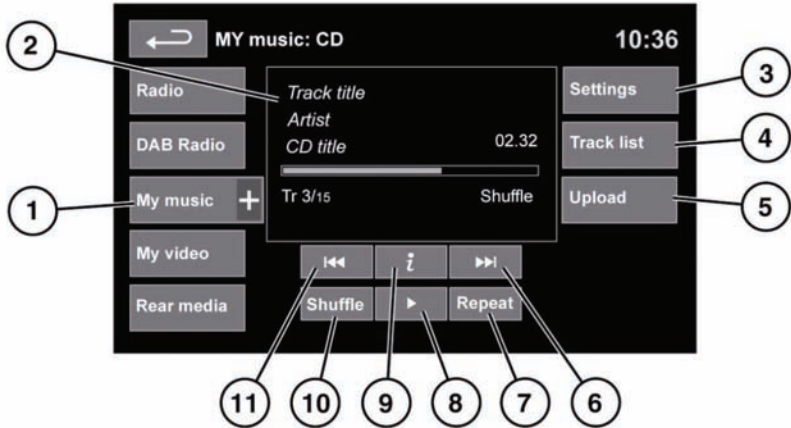 MY music: CD
10:36
2
Radio
Track title
Settings
3
Artist
DAB Radio
CD title
02.32
Track list
4
1
My music +
Tr 3/15
Shuffle
Upload
5
My video
i
Rear media
Shuffle
Repeat
11
10
9
8
7
6